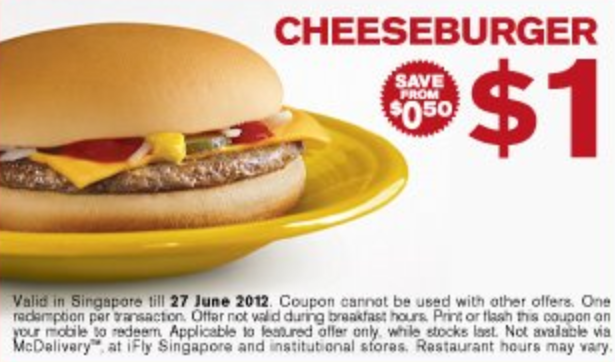 CHEESEBURGER
SAVE
FROM
$0.50
$1
Valid in Singapore till 27 June 2012. Coupon cannot be used with other offers. One
redemption per transaction. Offer not valid during breakfast hours. Print or flash this coupon on
your mobile to redeem. Applicable to featured offer only, while stocks last. Not available via
McDelivery™, at iFly Singapore and institutional stores. Restaurant hours may vary.